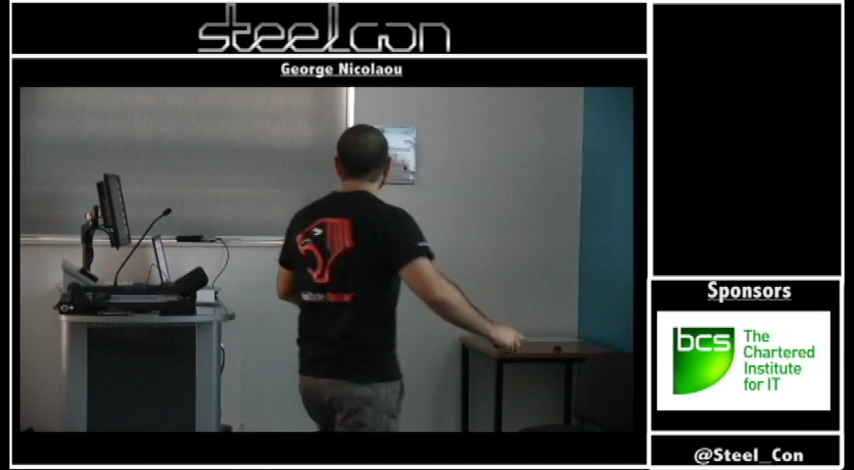 steelcon
George Nicolaou
Sponsors
bcs
The
Chartered
Institute
for IT
@Steel_Con